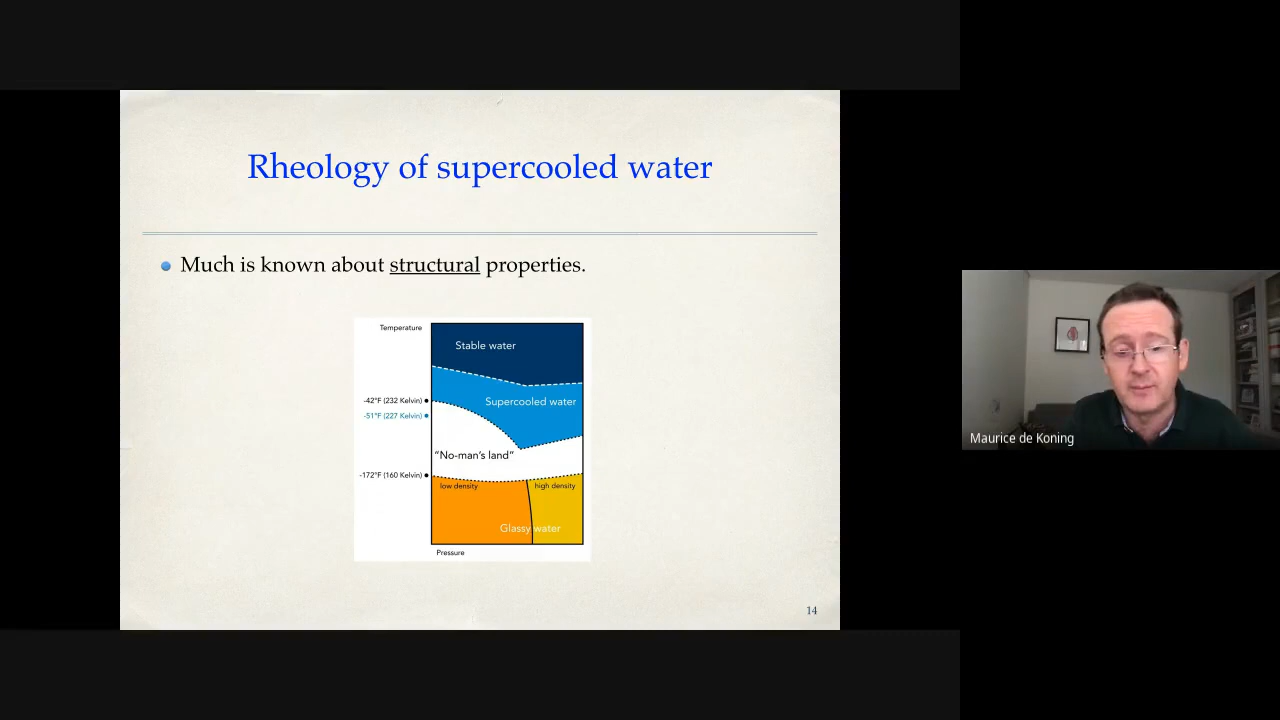 Rheology of supercooled water
Much is known about structural properties.
Temperature
Stable water
-42°F (232 Kelvin)
Supercooled water
-51°F (227 Kelvin)
“No-man’s land”
-172°F (160 Kelvin)
low density
high density
Glassy water
Pressure
14
Maurice de Koning